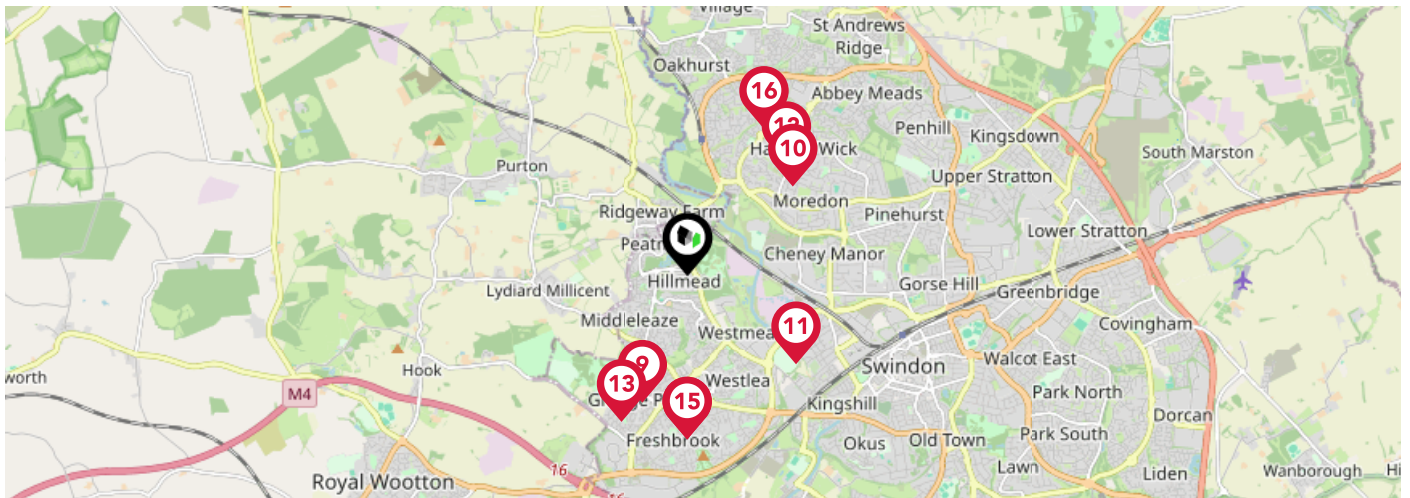 Village
St Andrews
Ridge
Oakhurst
16
Abbey Meads
12
Penhill
Kingsdown
10
Wick
South Marston
Purton
Upper Stratton
Moredon
Ridgeway Farm
Pinehurst
Lower Stratton
Cheney Manor
Hillmead
Gorse Hill
Lydiard Millicent
Greenbridge
Middleleaze
11
Covingham
9
Walcot East
Hook
Swindon
worth
13
Westlea
M4
15
Park North
Kingshill
Dorcan
Freshbrook
Okus
Old Town
Park South
16
Lawn
Wanborough
Royal Wootton
Liden
16